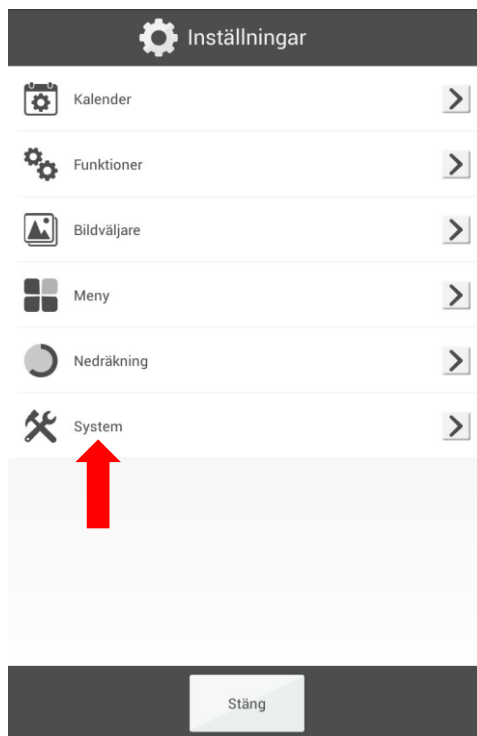 Inställningar
Kalender
Funktioner
Bildväljare
Meny
Nedräkning
System
Stäng